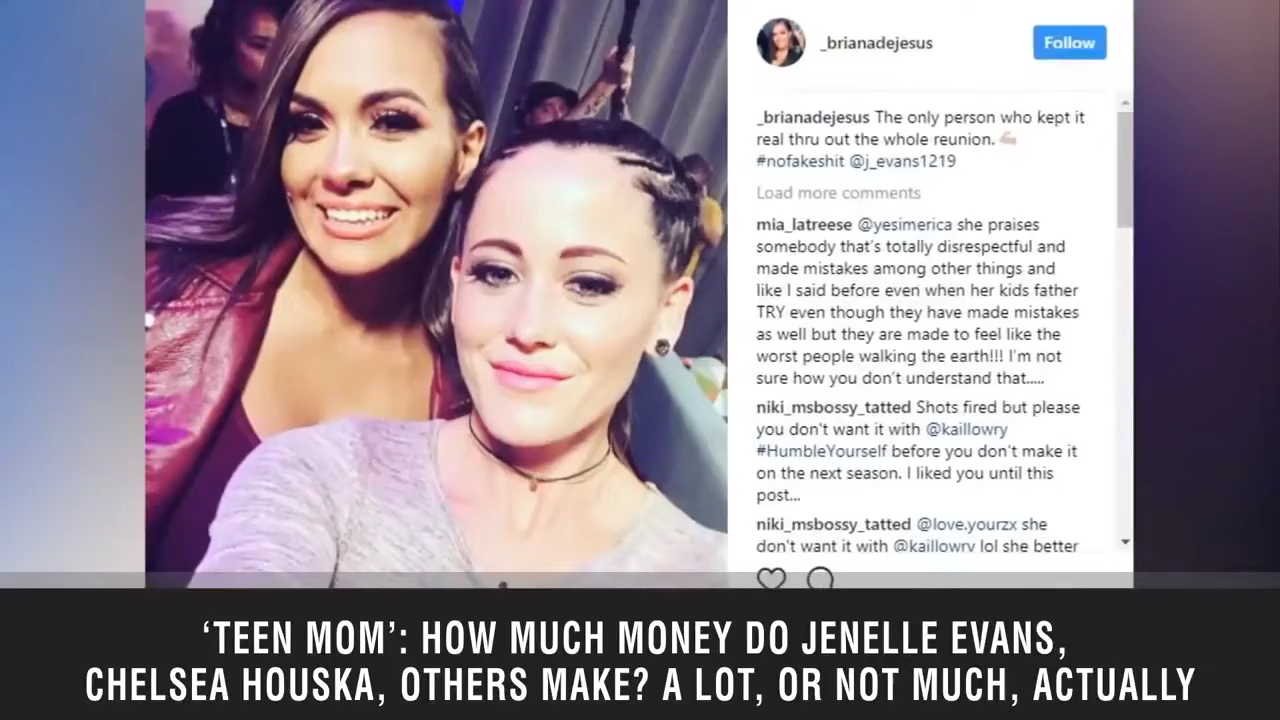 _brianadejesus
Follow
_brianadejesus The only person who kept it
real thru out the whole reunion. 💪🏼
#nofakeshit @j_evans1219
Load more comments
mia_latreese @yesimerica she praises
somebody that's totally disrespectful and
made mistakes among other things and
like I said before even when her kids father
TRY even though they have made mistakes
as well but they are made to feel like the
worst people walking the earth!!! I'm not
sure how you don't understand that.....
niki_msbossy_tatted Shots fired but please
you don't want it with @kaillowry
#HumbleYourself before you don't make it
on the next season. I liked you until this
post...
niki_msbossy_tatted @love.yourzx she
don't want it with @kaillowry lol she better
‘TEEN MOM’: HOW MUCH MONEY DO JENELLE EVANS,
CHELSEA HOUSKA, OTHERS MAKE? A LOT, OR NOT MUCH, ACTUALLY